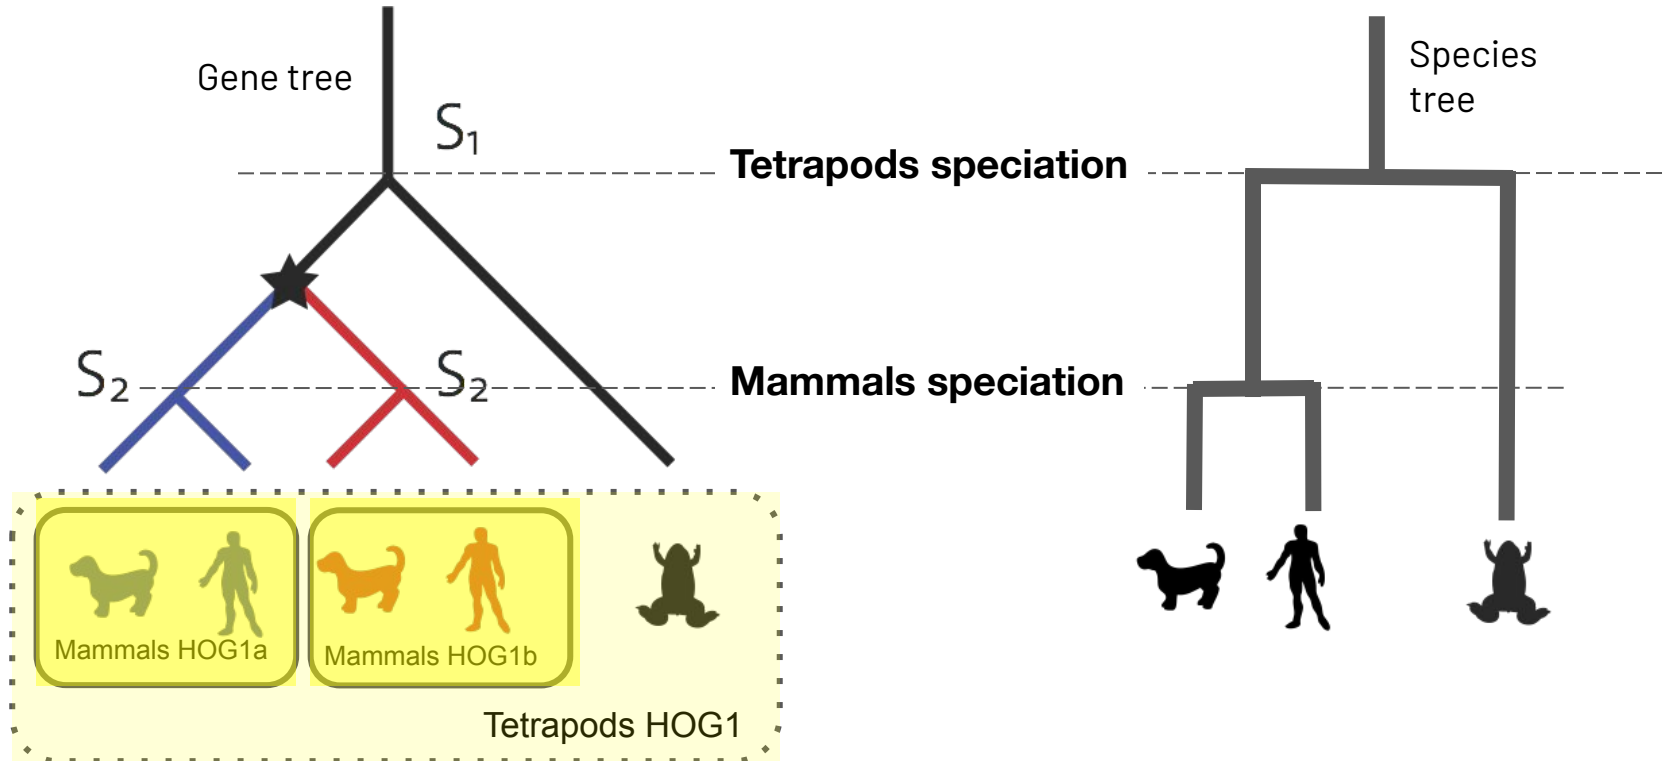 Gene tree
S₁
Species
tree
Tetrapods speciation
S₂
S₂
Mammals speciation
Mammals HOG1a
Mammals HOG1b
Tetrapods HOG1